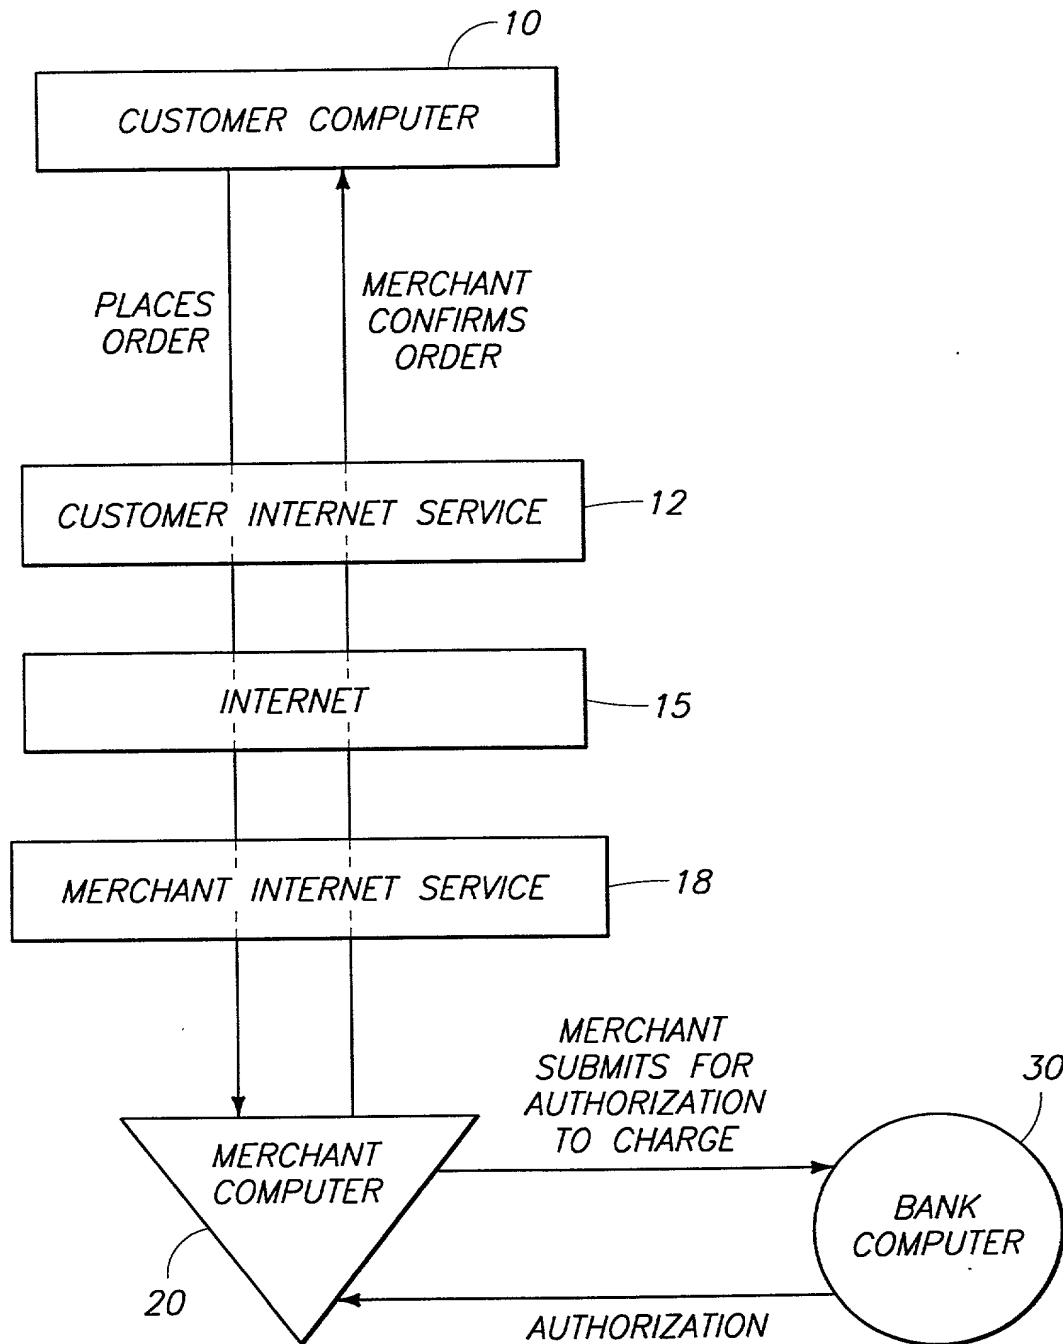 10
CUSTOMER COMPUTER
PLACES
ORDER
MERCHANT
CONFIRMS
ORDER
CUSTOMER INTERNET SERVICE
12
INTERNET
15
MERCHANT INTERNET SERVICE
18
MERCHANT
SUBMITS FOR
AUTHORIZATION
TO CHARGE
30
MERCHANT
COMPUTER
BANK
COMPUTER
20
AUTHORIZATION